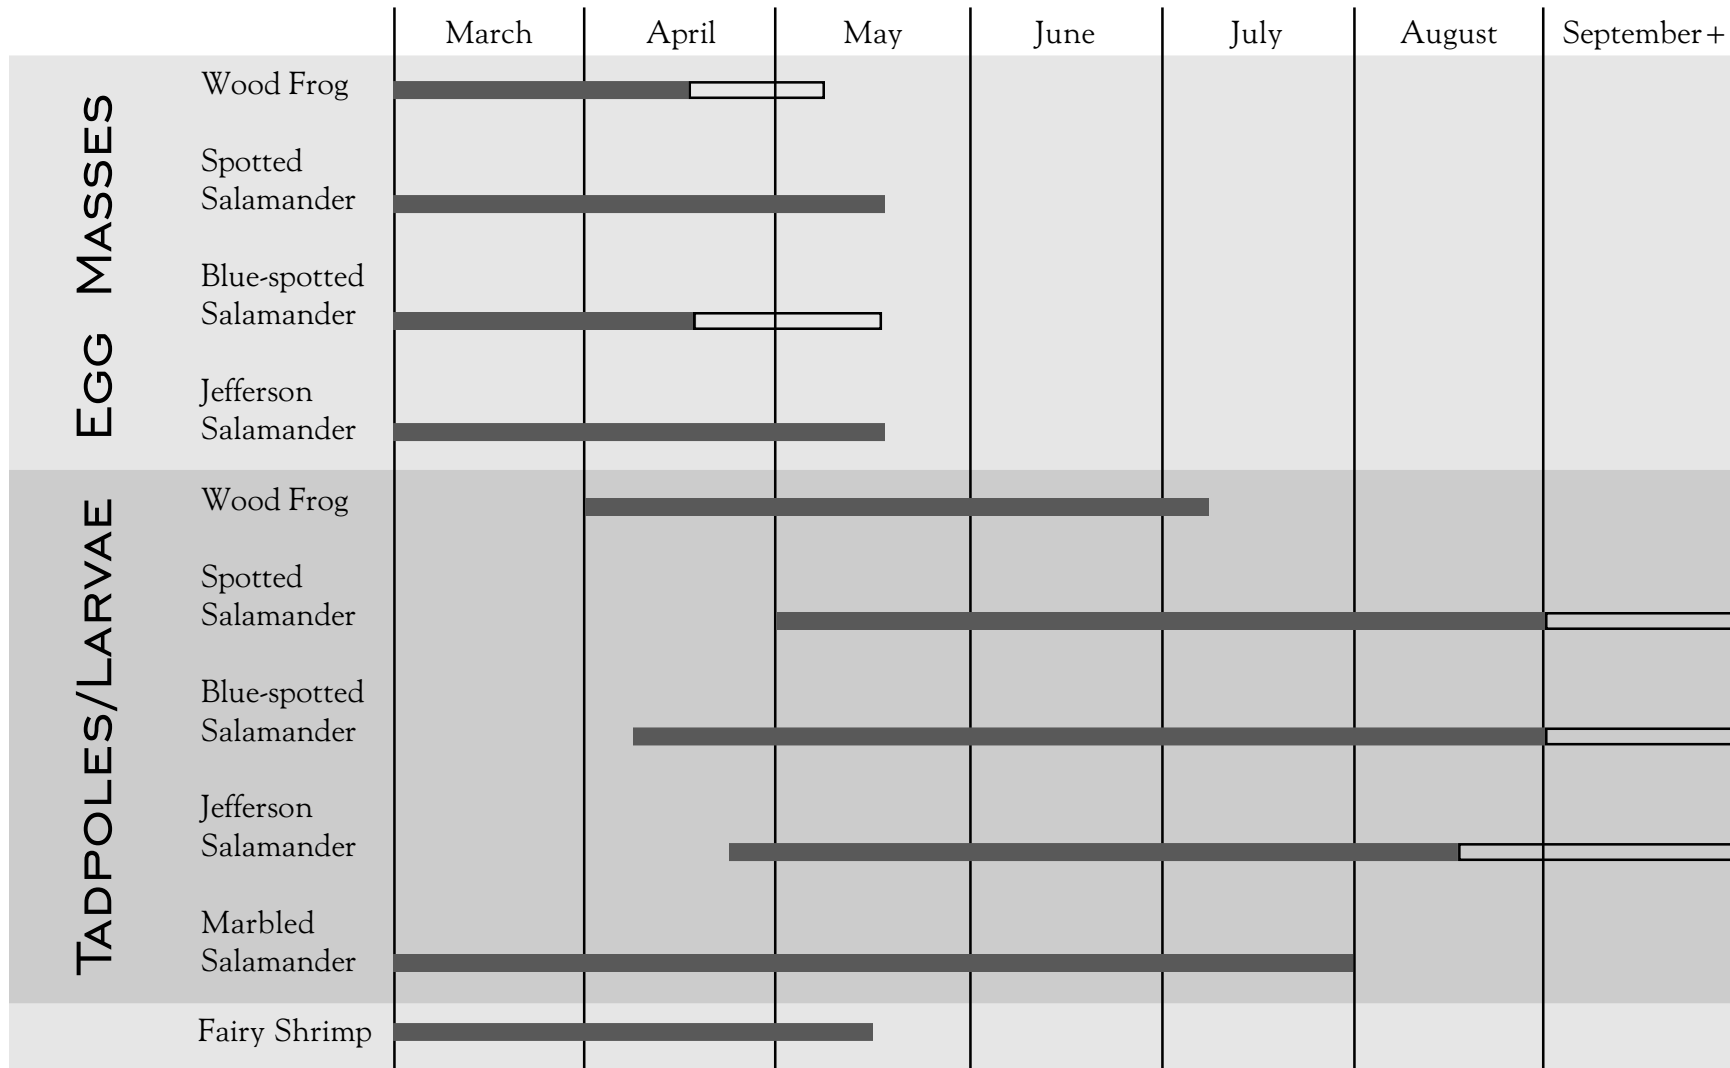 March April May June July August September+
EGG MASSES
Wood Frog
Spotted
Salamander
Blue-spotted
Salamander
Jefferson
Salamander
TADPOLES/LARVAE
Wood Frog
Spotted
Salamander
Blue-spotted
Salamander
Jefferson
Salamander
Marbled
Salamander
Fairy Shrimp